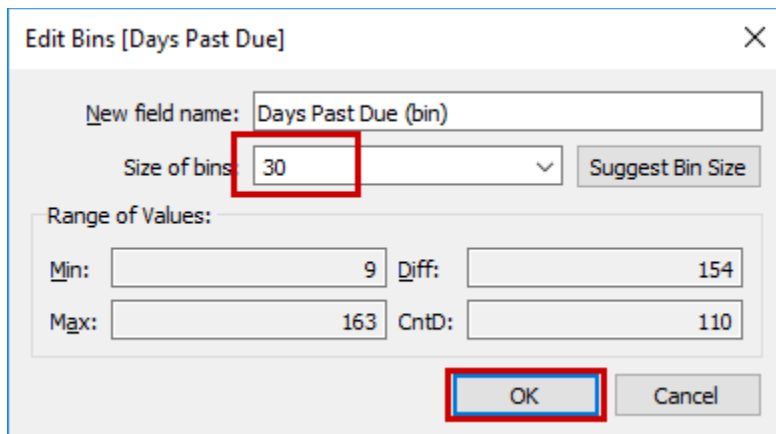 Edit Bins [Days Past Due]
New field name: Days Past Due (bin)
Size of bins: 30 Suggest Bin Size
Range of Values:
Min: 9 Diff: 154
Max: 163 CntD: 110
OK Cancel